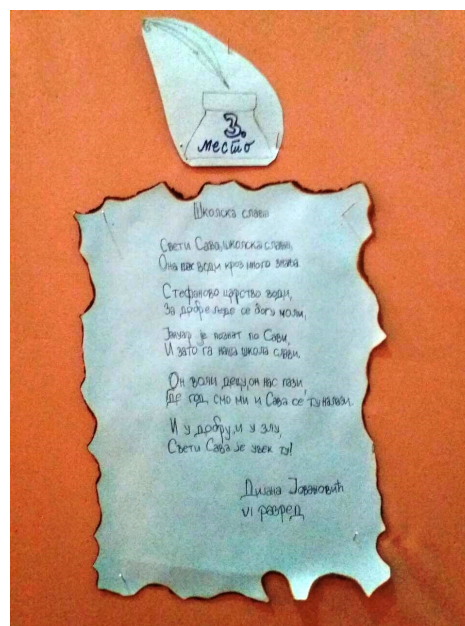 3.
место
Школска слава
Свети Сава, школска слава,
Она нас води кроз много знања.
Стефаново царство води,
За добре људе се богу моли,
Јануар је познат по Сави,
И зато га наша школа слави.
Он воли децу, он нас пази,
Где год смо ми и Сава се ту налази.
И у добру, и у злу,
Свети Сава је увек ту!
Дијана Јовановић
VI разред